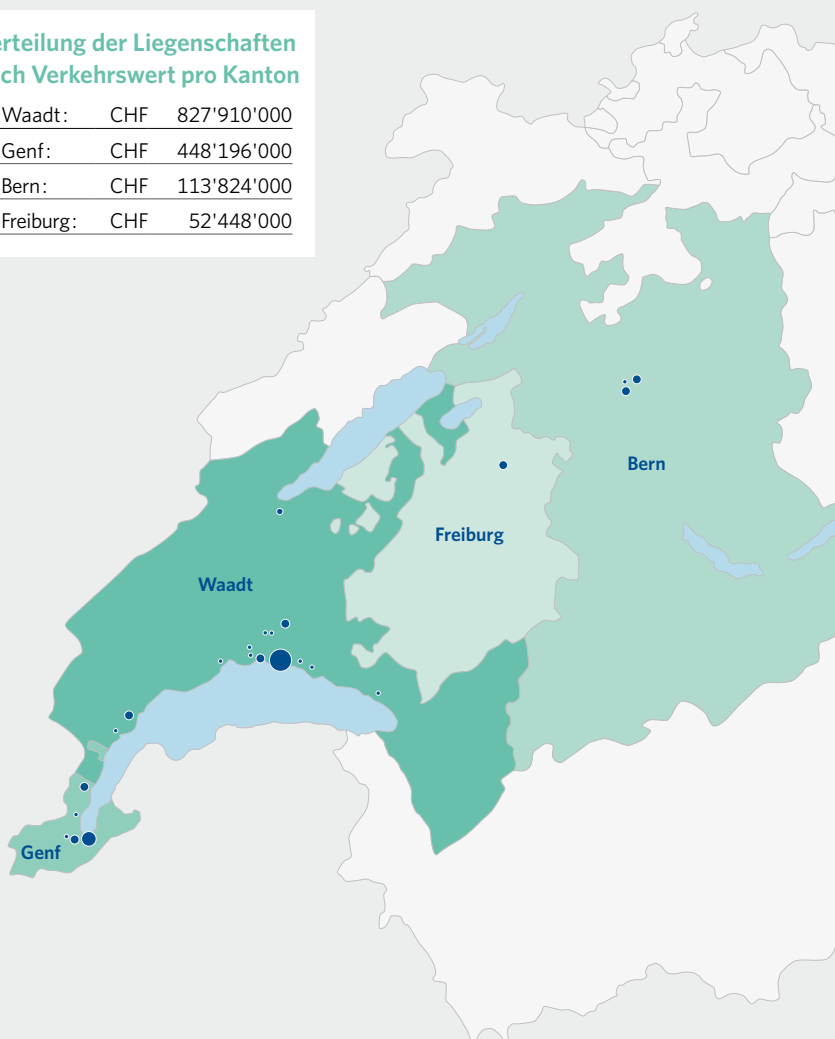 erteilung der Liegenschaften
ch Verkehrswert pro Kanton
Waadt: CHF 827'910'000
Genf: CHF 448'196'000
Bern: CHF 113'824'000
Freiburg: CHF 52'448'000
Bern
Freiburg
Waadt
Genf